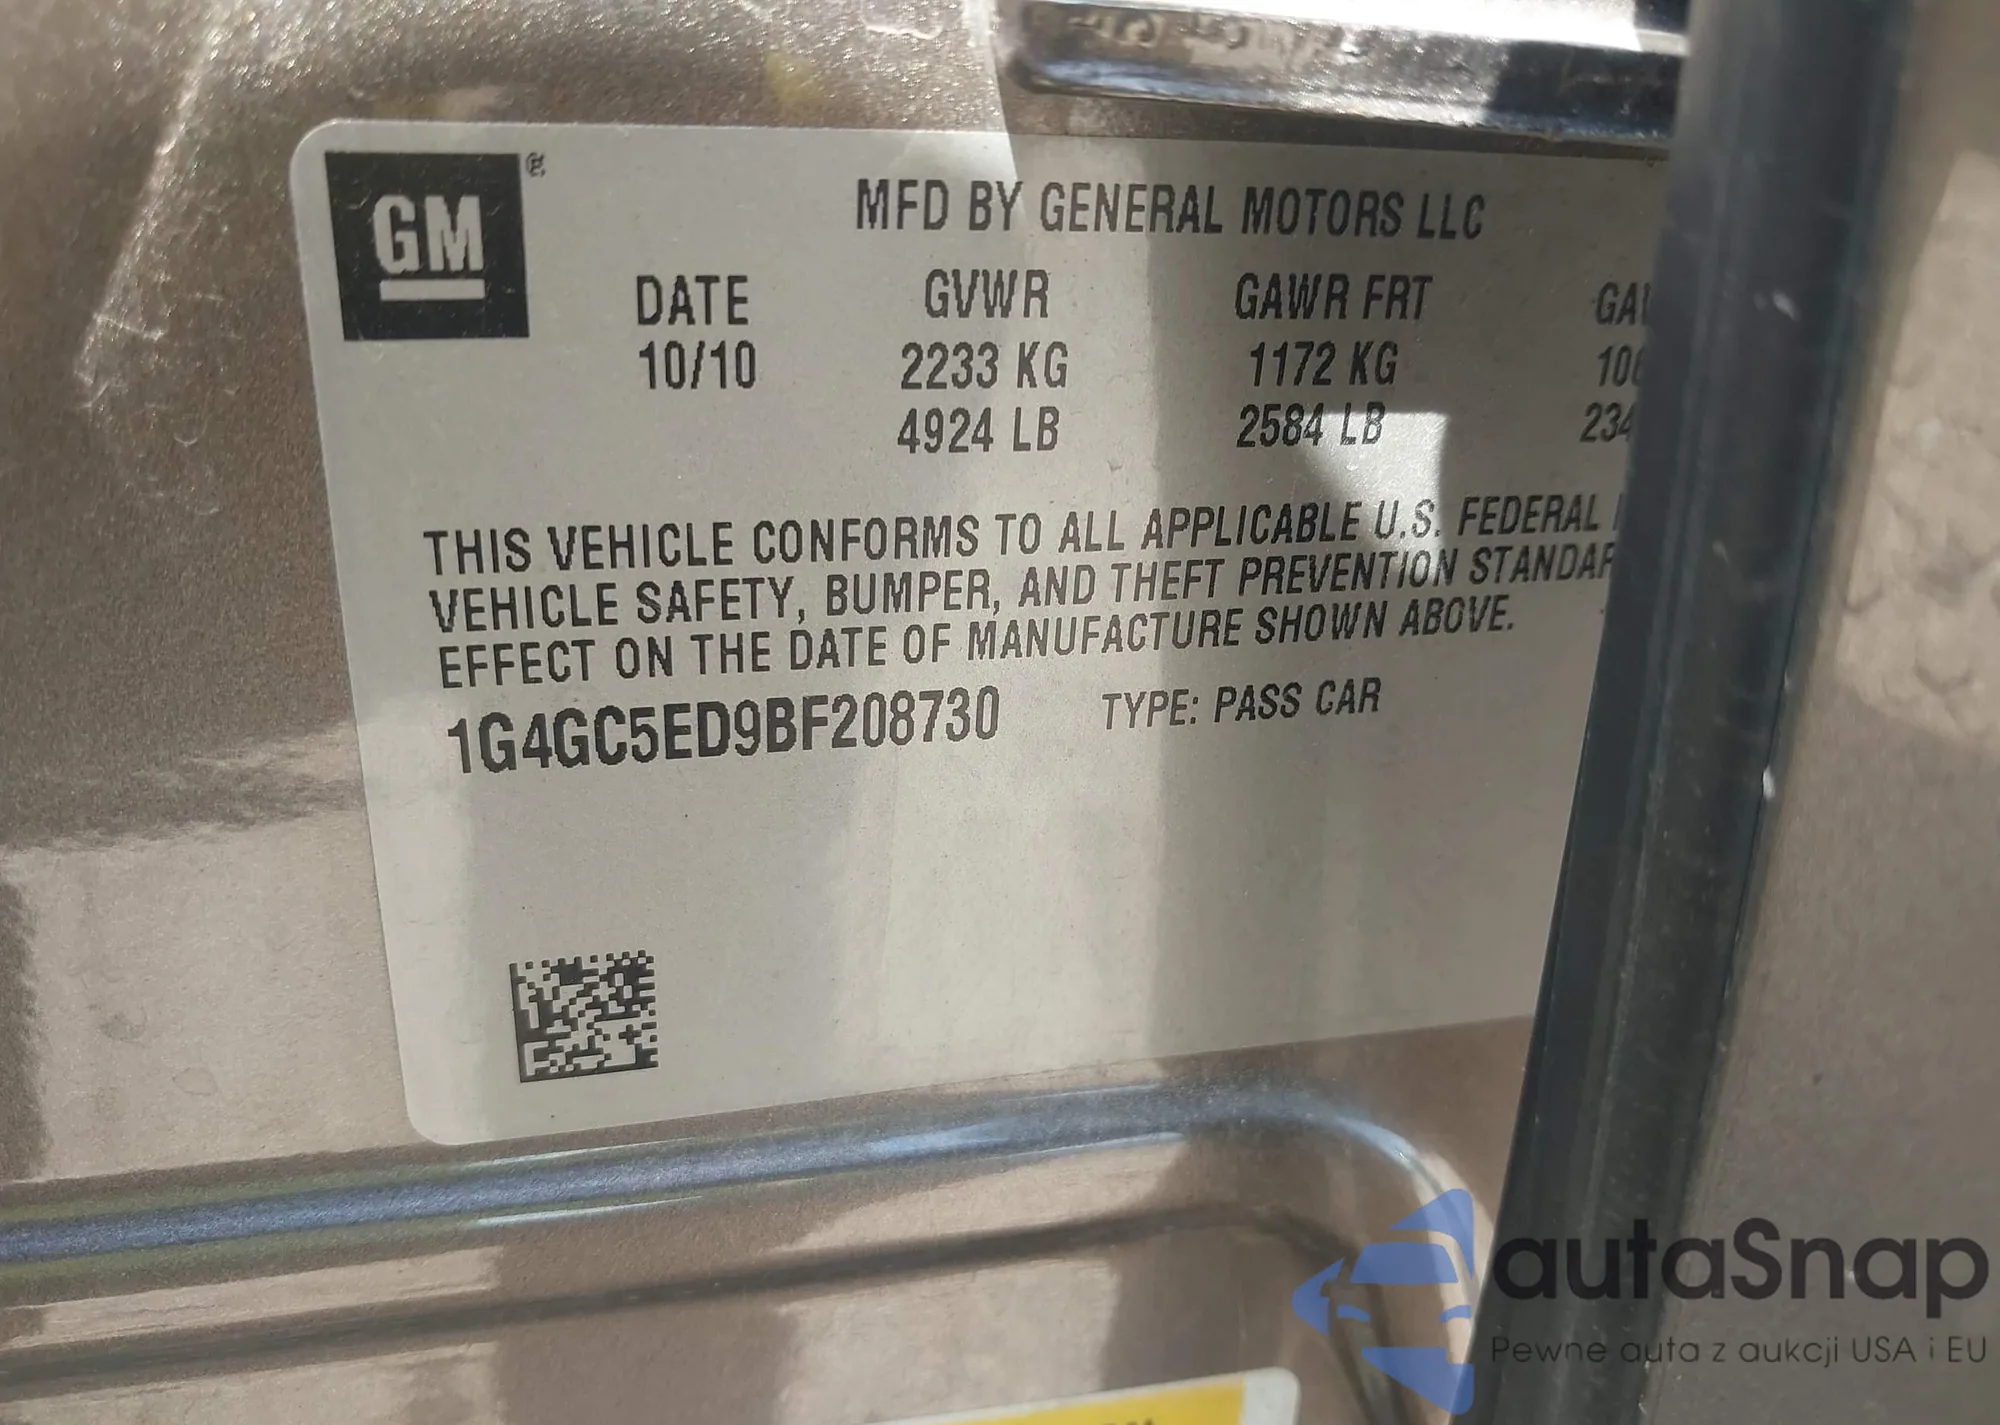 GM
MFD BY GENERAL MOTORS LLC
DATE GVWR GAWR FRT
10/10 2233 KG 1172 KG
4924 LB 2584 LB
THIS VEHICLE CONFORMS TO ALL APPLICABLE U.S. FEDERAL
VEHICLE SAFETY, BUMPER, AND THEFT PREVENTION
EFFECT ON THE DATE OF MANUFACTURE SHOWN ABOVE.
1G4GC5ED9BF208730 TYPE: PASS CAR
autaSnap
Pewne auta z aukcji USA i EU